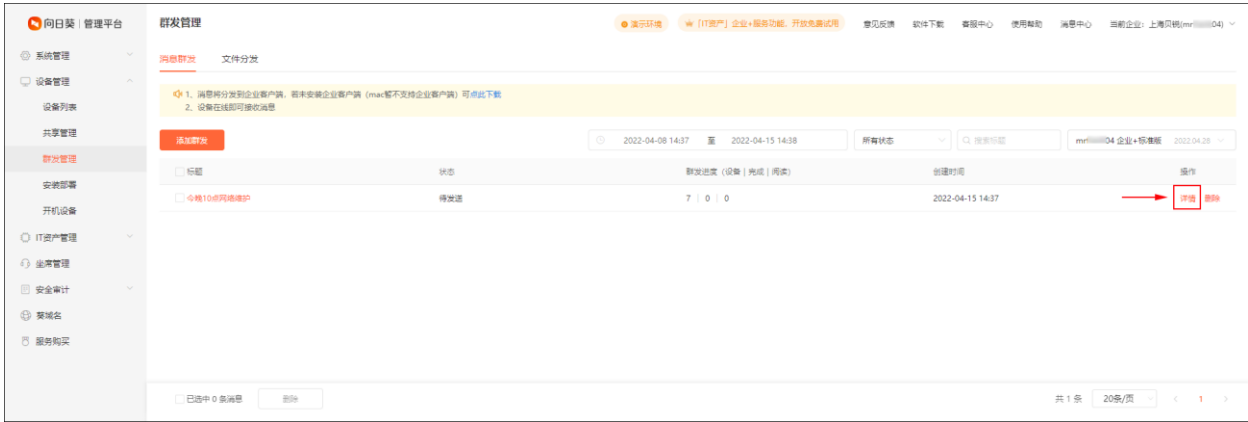 向日葵 管理平台
群发管理
演示环境
「IT资产」企业+服务功能，开放免费试用
意见反馈 软件下载 客服中心 使用帮助 消息中心 当前企业：上海贝锐(mr 04)
系统管理
设备管理
设备列表
共享管理
群发管理
安装部署
开机设备
IT资产管理
坐席管理
安全审计
葵域名
服务购买
消息群发 文件分发
1、消息将分发到企业客户端，若未安装企业客户端（mac暂不支持企业客户端）可点此下载
2、设备在线即可接收消息
添加群发
2022-04-08 14:37 至 2022-04-15 14:38
所有状态
搜索标题
mr 04 企业+标准版 2022.04.28
标题 状态 群发进度（设备 | 完成 | 阅读） 创建时间 操作
今晚10点网络维护 待发送 7 | 0 | 0 2022-04-15 14:37 详情 删除
已选中 0 条消息 删除
共 1 条 20条/页 < 1 >